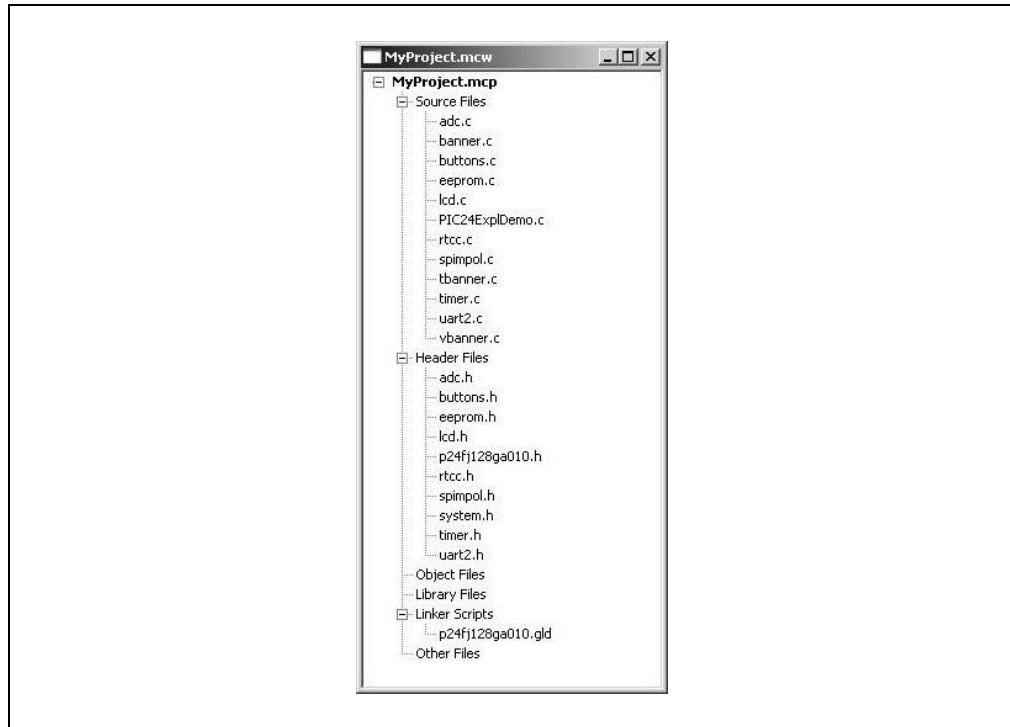 MyProject.mcw
MyProject.mcp
Source Files
adc.c
banner.c
buttons.c
eeprom.c
lcd.c
PIC24ExplDemo.c
rtcc.c
spimpol.c
tbanner.c
timer.c
uart2.c
vbanner.c
Header Files
adc.h
buttons.h
eeprom.h
lcd.h
p24fj128ga010.h
rtcc.h
spimpol.h
system.h
timer.h
uart2.h
Object Files
Library Files
Linker Scripts
p24fj128ga010.gld
Other Files